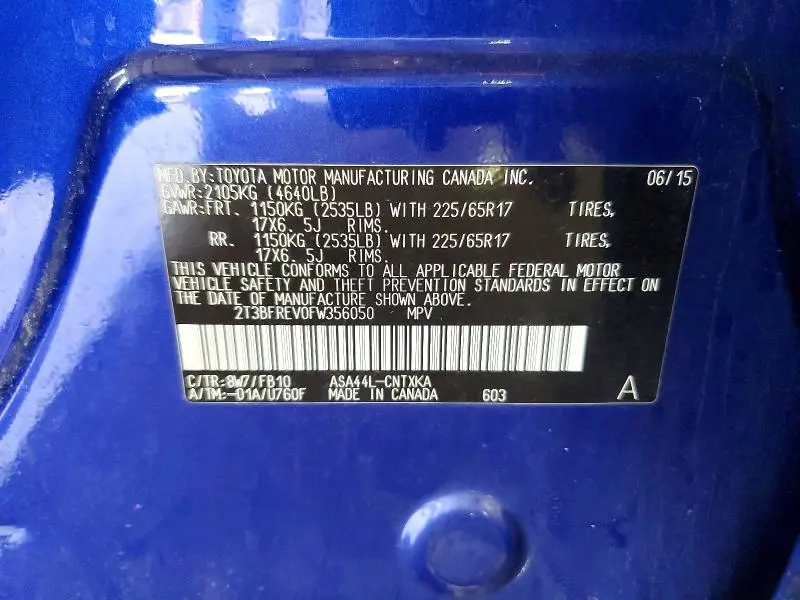 MFD.BY:TOYOTA MOTOR MANUFACTURING CANADA INC. 06/15
GVWR:2105KG (4640LB)
GAWR:FRT. 1150KG (2535LB) WITH 225/65R17 TIRES,
17X6. 5J RIMS.
RR. 1150KG (2535LB) WITH 225/65R17 TIRES,
17X6. 5J RIMS.
THIS VEHICLE CONFORMS TO ALL APPLICABLE FEDERAL MOTOR
VEHICLE SAFETY AND THEFT PREVENTION STANDARDS IN EFFECT ON
THE DATE OF MANUFACTURE SHOWN ABOVE.
2T3BFREV0FW356050 MPV
C/TR:8W7/FB10 ASA44L-CNTXKA
A/TM:-01A/U760F MADE IN CANADA 603 A